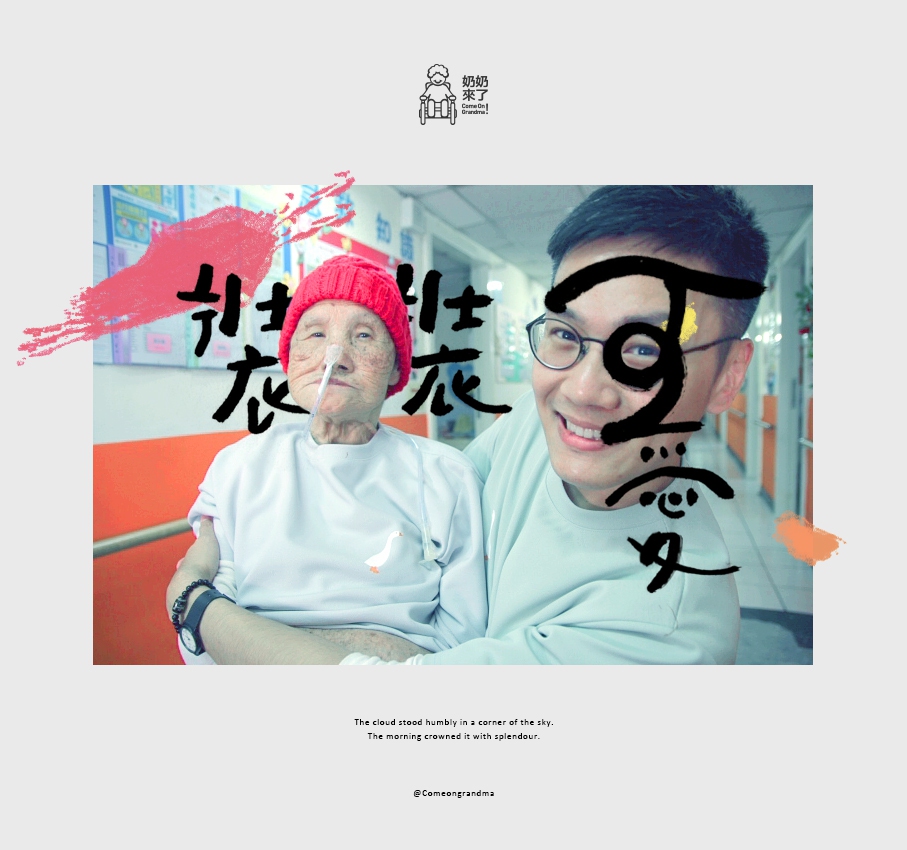 奶奶
來了
Come On
Grandma!
知
裝裝
可愛
The cloud stood humbly in a corner of the sky.
The morning crowned it with splendour.
@Comeongrandma